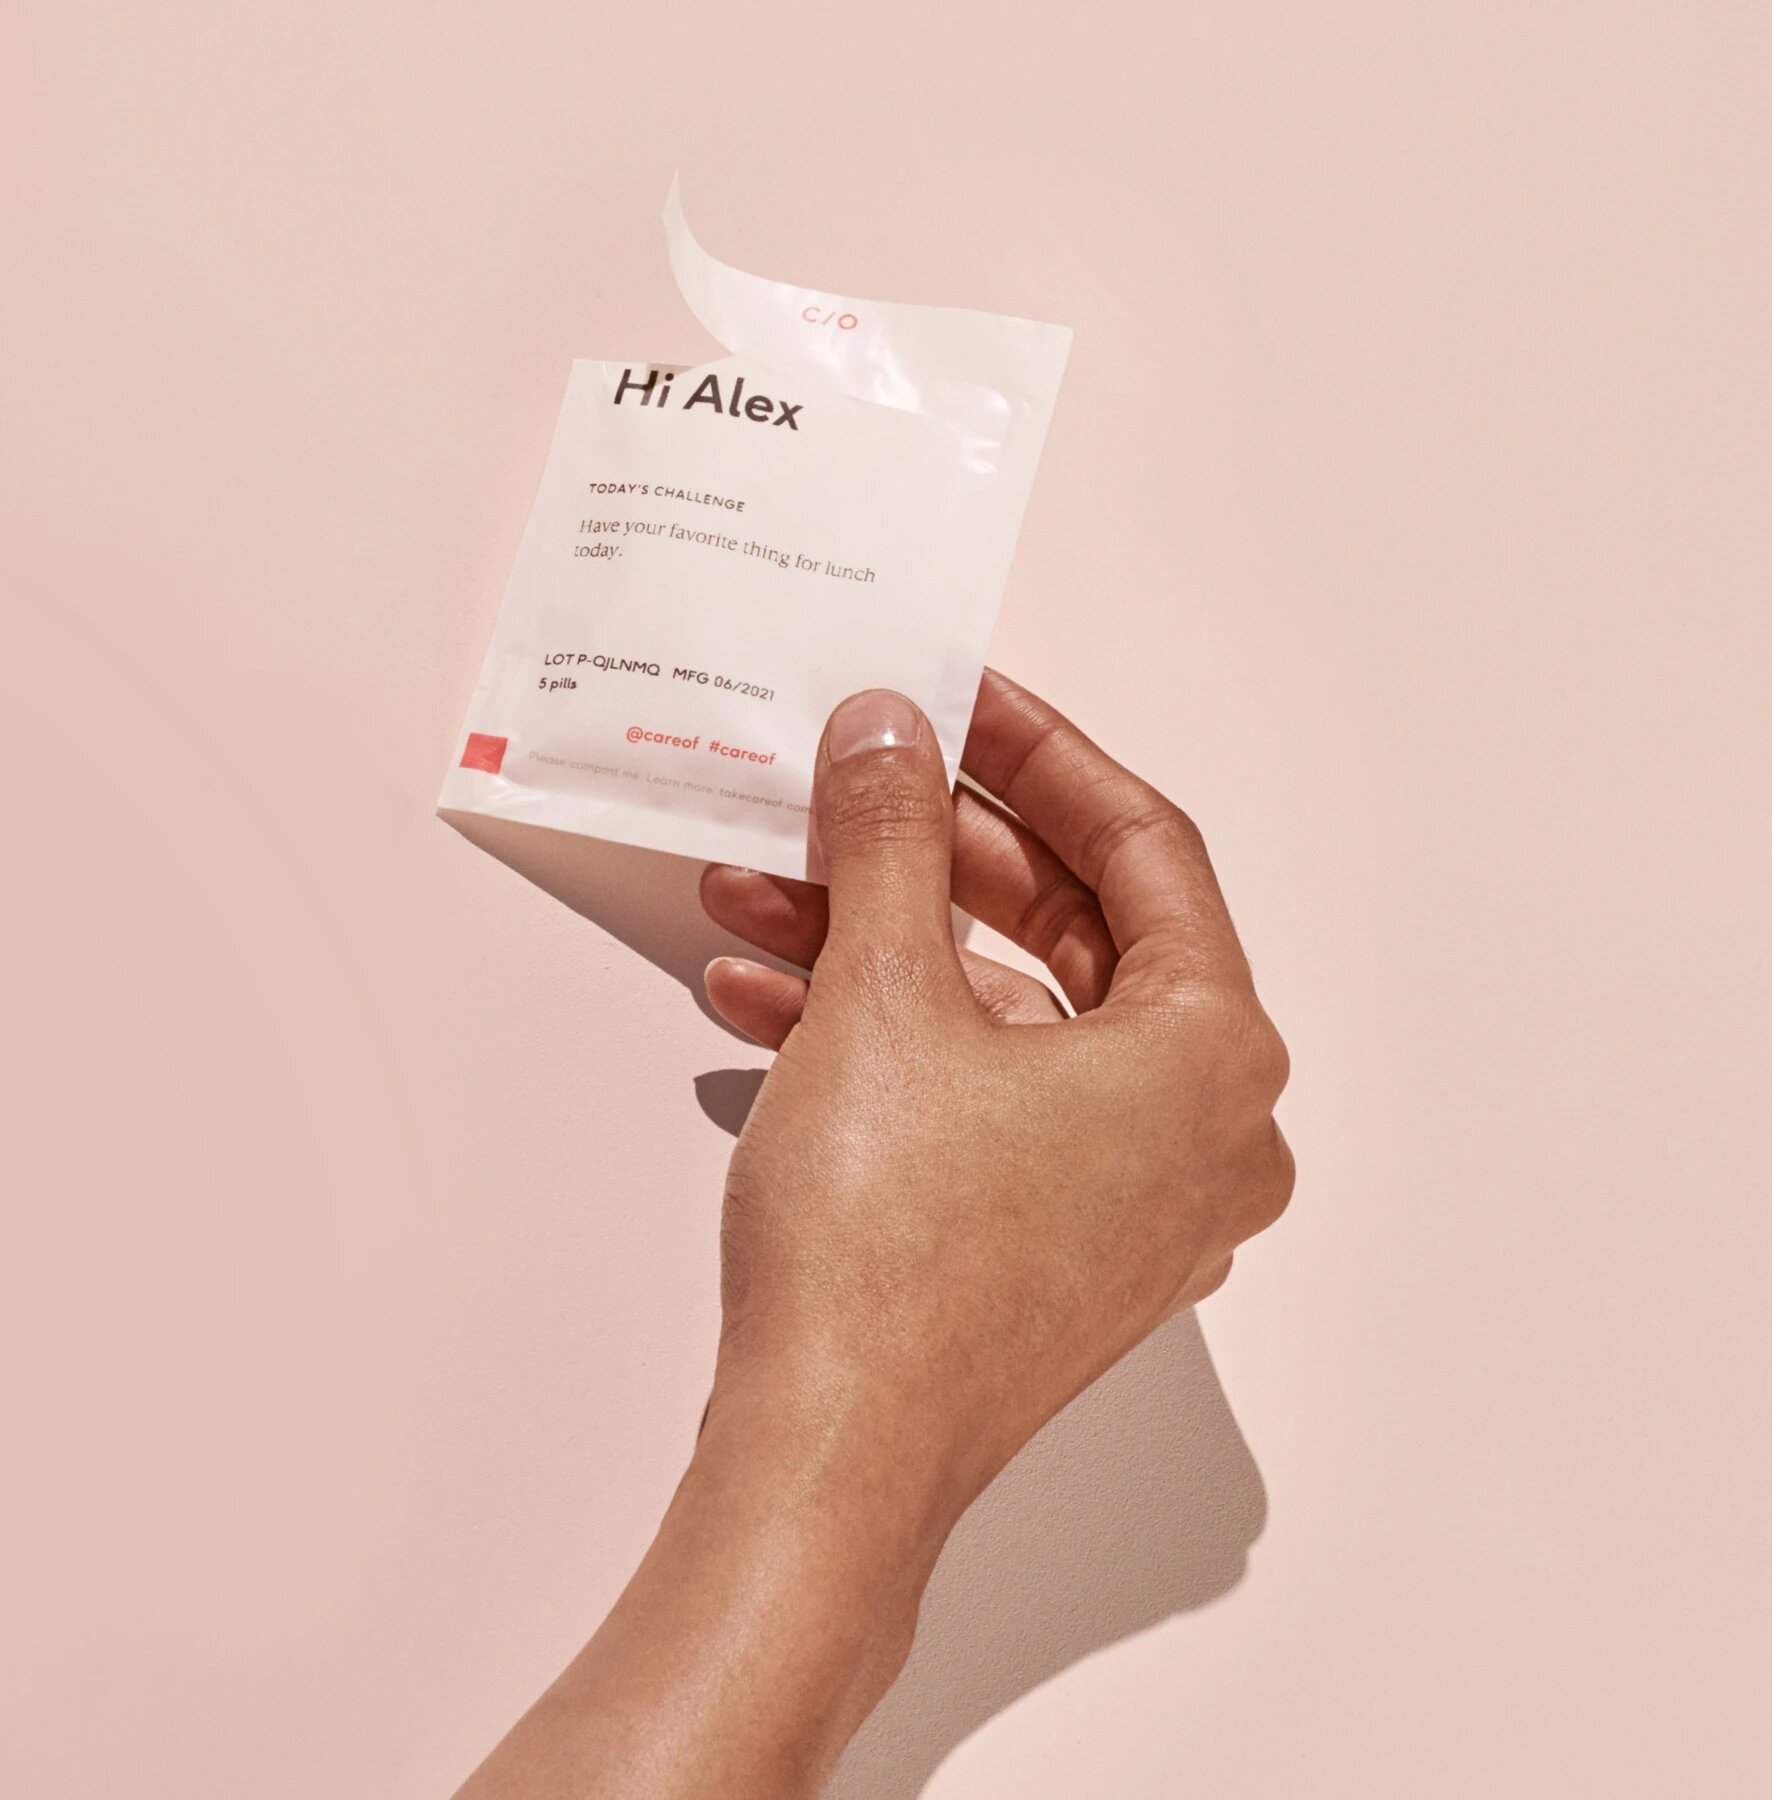 C/O
Hi Alex
TODAY'S CHALLENGE
Have your favorite thing for lunch
today.
LOT P-QJLNMQ MFG 06/2021
5 pills
@careof #careof
Please compost me. Learn more: takecareof.com